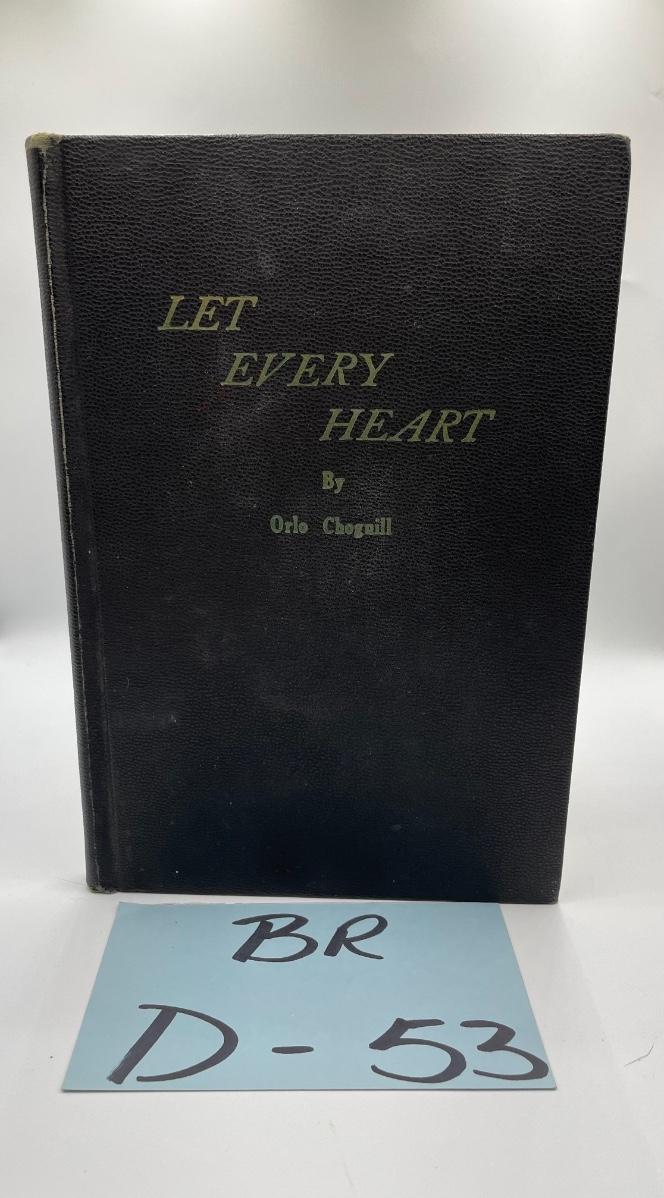 LET
EVERY
HEART
By
Orlo Choguill
BR
D - 53